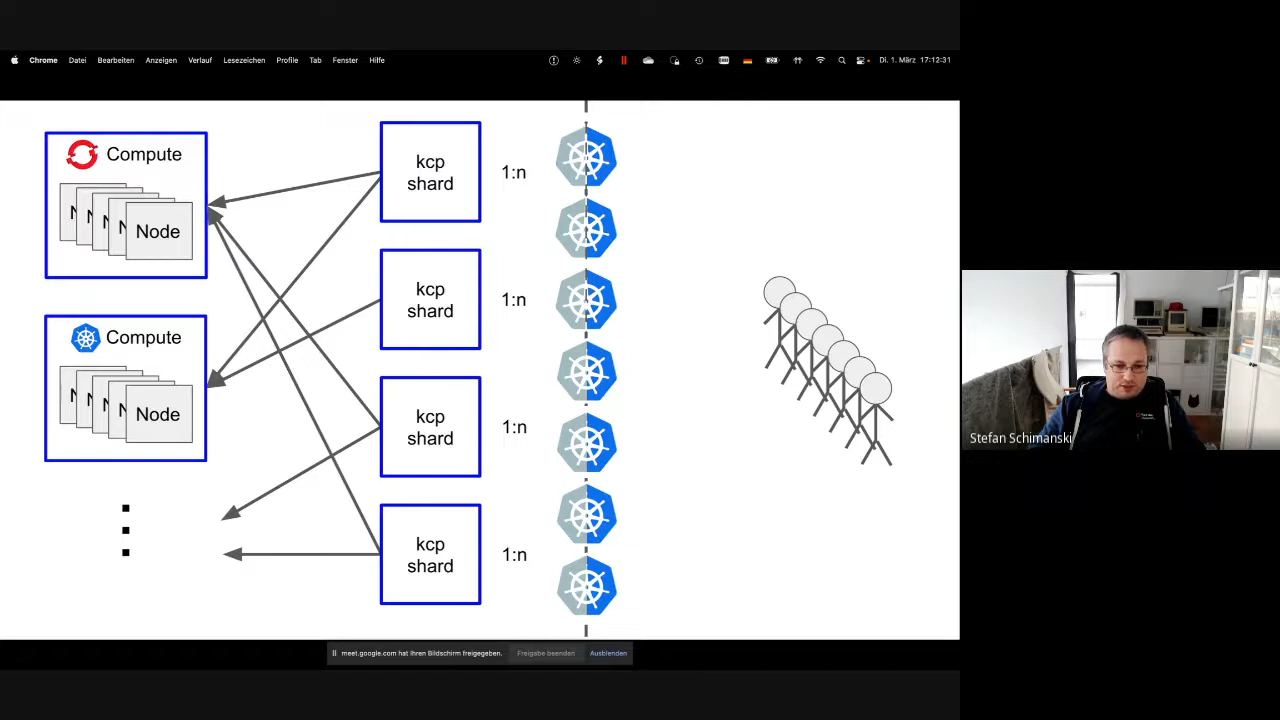 Chrome Datei Bearbeiten Anzeigen Verlauf Lesezeichen Profile Tab Fenster Hilfe
Di. 1. März 17:12:31
Compute
N
N
N
N
Node
Compute
N
N
N
N
Node
kcp
shard
1:n
kcp
shard
1:n
kcp
shard
1:n
kcp
shard
1:n
Stefan Schimanski
meet.google.com hat Ihren Bildschirm freigegeben. Freigabe beenden Ausblenden